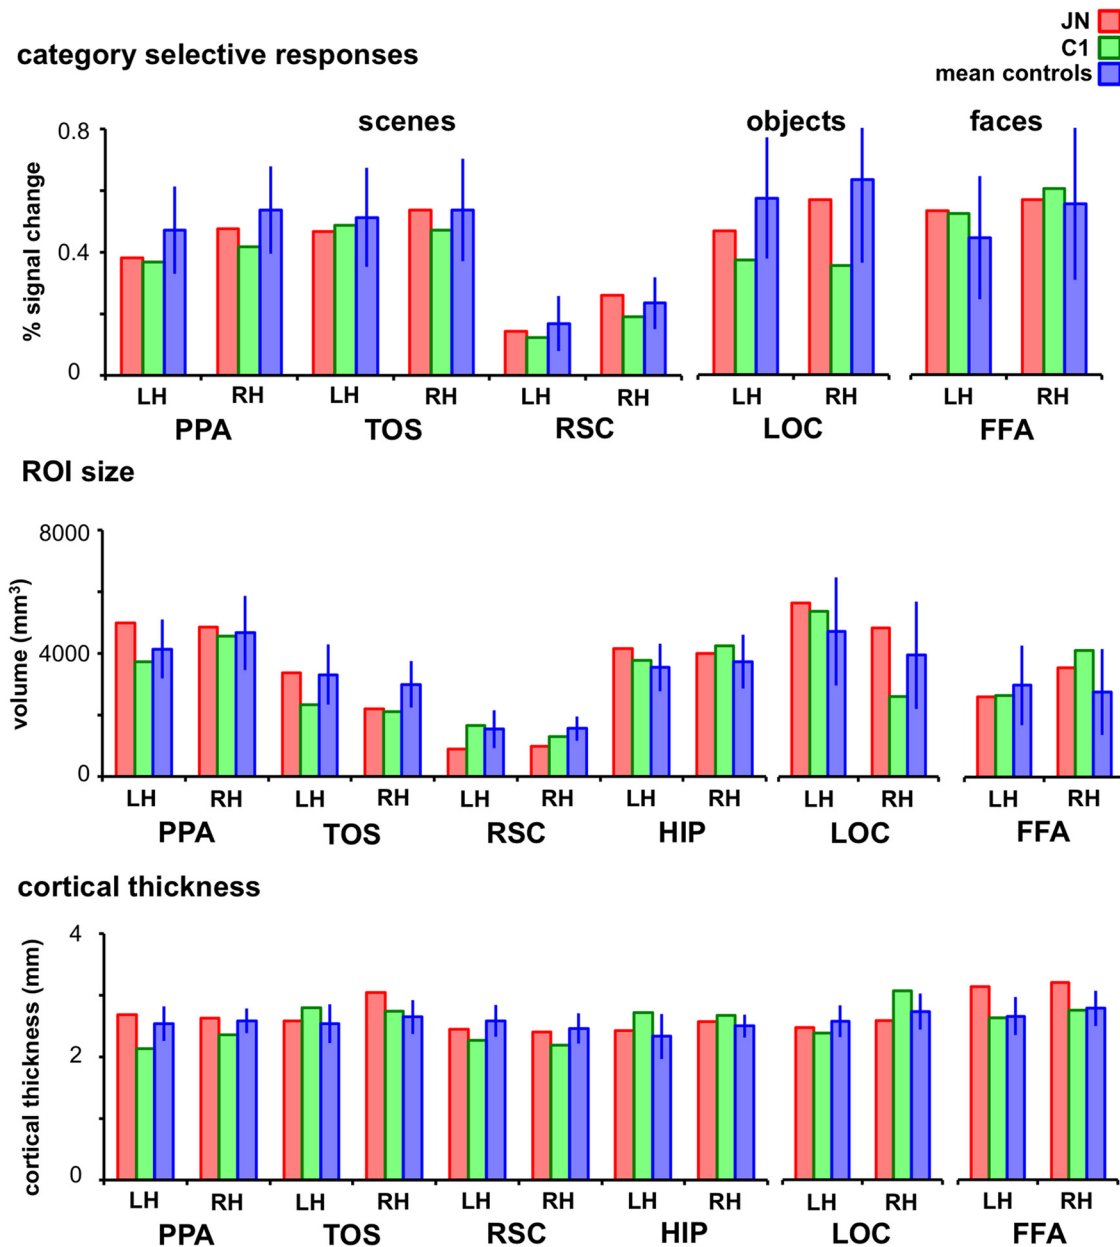 JN
C1
mean controls
category selective responses
scenes objects faces
% signal change
0.8
0.4
0
LH RH LH RH LH RH LH RH LH RH
PPA TOS RSC LOC FFA
ROI size
volume (mm³)
8000
4000
0
LH RH LH RH LH RH LH RH LH RH LH RH
PPA TOS RSC HIP LOC FFA
cortical thickness
cortical thickness (mm)
4
2
0
LH RH LH RH LH RH LH RH LH RH LH RH
PPA TOS RSC HIP LOC FFA